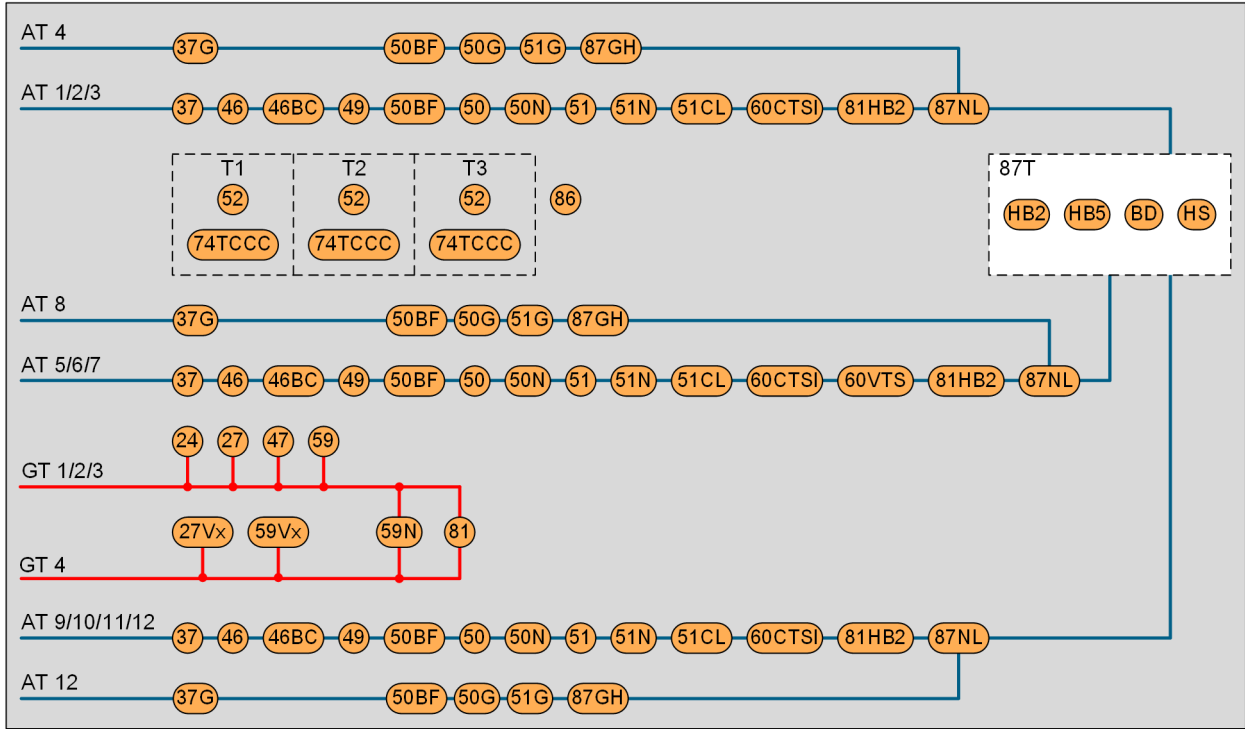 AT 4
37G 50BF 50G 51G 87GH
AT 1/2/3
37 46 46BC 49 50BF 50 50N 51 51N 51CL 60CTSI 81HB2 87NL
T1 T2 T3 87T
52 52 52 86
HB2 HB5 BD HS
74TCCC 74TCCC 74TCCC
AT 8
37G 50BF 50G 51G 87GH
AT 5/6/7
37 46 46BC 49 50BF 50 50N 51 51N 51CL 60CTSI 60VTS 81HB2 87NL
24 27 47 59
GT 1/2/3
27Vx 59Vx 59N 81
GT 4
AT 9/10/11/12
37 46 46BC 49 50BF 50 50N 51 51N 51CL 60CTSI 81HB2 87NL
AT 12
37G 50BF 50G 51G 87GH